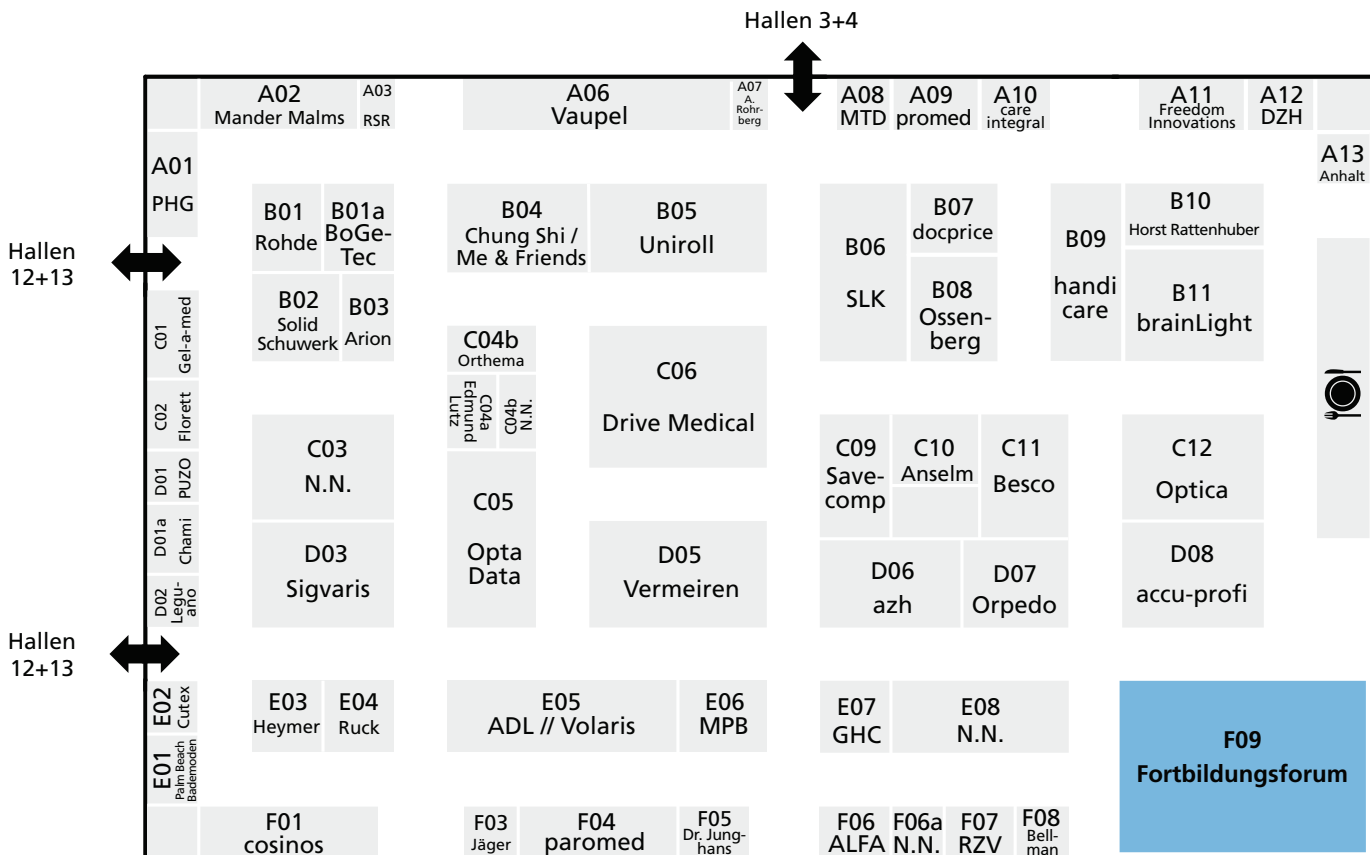 Hallen 3+4
A02
Mander Malms
A03
RSR
A06
Vaupel
A07
A.
Rohr-
berg
A08
MTD
A09
promed
A10
care
integral
A11
Freedom
Innovations
A12
DZH
A13
Anhalt
A01
PHG
Hallen
12+13
B01
Rohde
B01a
BoGe-
Tec
B02
Solid
Schuwerk
B03
Arion
B04
Chung Shi /
Me & Friends
B05
Uniroll
B06
SLK
B07
docprice
B08
Ossen-
berg
B09
handi
care
B10
Horst Rattenhuber
B11
brainLight
C01
Gel-a-med
C02
Florett
D01
PUZO
D01a
Chami
D02
Legu-
ano
C03
N.N.
D03
Sigvaris
C04b
Orthema
C04a
Edmund
Lutz
C04b
N.N.
C05
Opta
Data
C06
Drive Medical
D05
Vermeiren
C09
Save-
comp
C10
Anselm
C11
Besco
D06
azh
D07
Orpedo
C12
Optica
D08
accu-profi
Hallen
12+13
E02
Cutex
E01
Palm Beach
Bademoden
E03
Heymer
E04
Ruck
E05
ADL // Volaris
E06
MPB
E07
GHC
E08
N.N.
F09
Fortbildungsforum
F01
cosinos
F03
Jäger
F04
paromed
F05
Dr. Jung-
hans
F06
ALFA
F06a
N.N.
F07
RZV
F08
Bell-
man